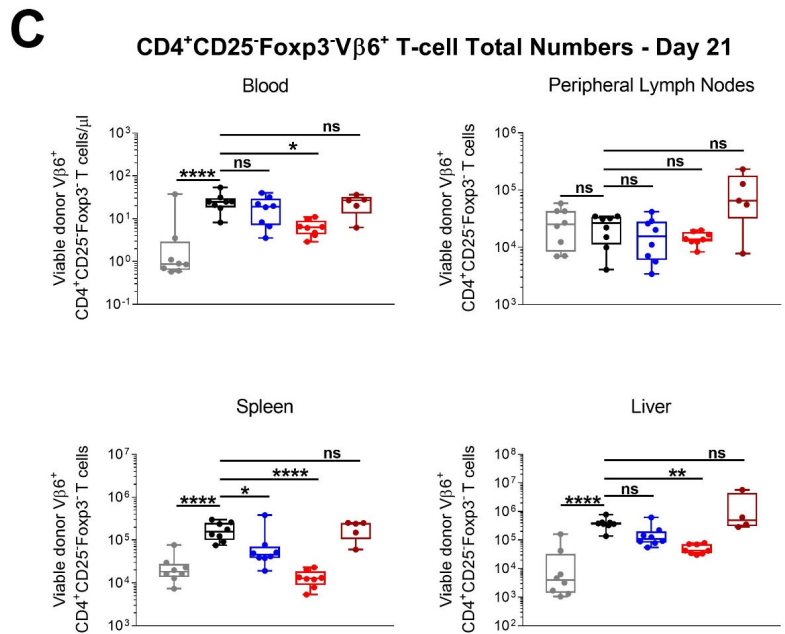 C
CD4⁺CD25⁻Foxp3⁻Vβ6⁺ T-cell Total Numbers - Day 21
Blood
Viable donor Vβ6⁺
CD4⁺CD25⁻Foxp3⁻ T cells/µl
10³
10²
10¹
10⁰
10⁻¹
ns
*
ns
****
Peripheral Lymph Nodes
Viable donor Vβ6⁺
CD4⁺CD25⁻Foxp3⁻ T cells
10⁶
10⁵
10⁴
10³
ns
ns
ns
ns
Spleen
Viable donor Vβ6⁺
CD4⁺CD25⁻Foxp3⁻ T cells
10⁷
10⁶
10⁵
10⁴
10³
ns
****
*
****
Liver
Viable donor Vβ6⁺
CD4⁺CD25⁻Foxp3⁻ T cells
10⁸
10⁷
10⁶
10⁵
10⁴
10³
10²
ns
**
ns
****